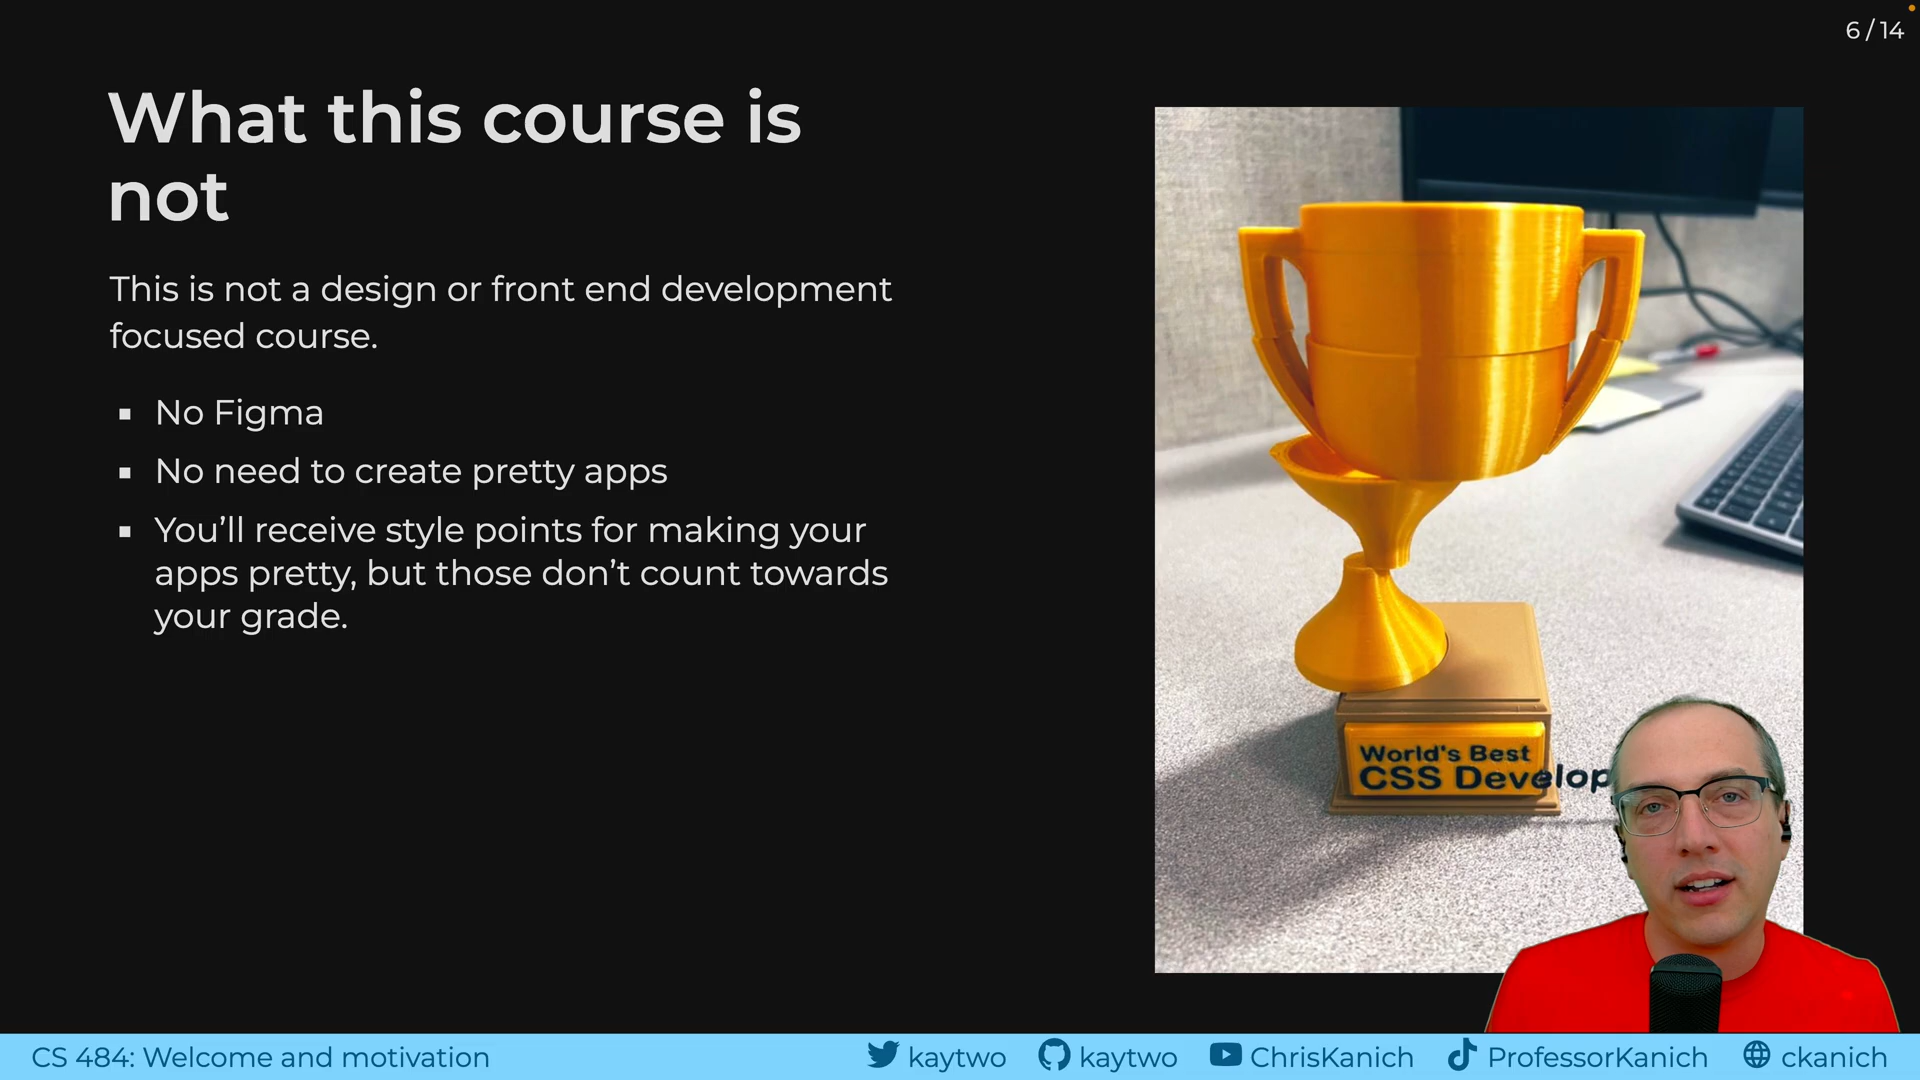 6 / 14
What this course is
not
This is not a design or front end development
focused course.
▪ No Figma
▪ No need to create pretty apps
▪ You’ll receive style points for making your
apps pretty, but those don’t count towards
your grade.
World's Best
CSS Develop
CS 484: Welcome and motivation
kaytwo
kaytwo
ChrisKanich
ProfessorKanich
ckanich